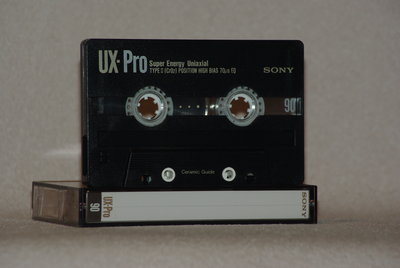 UX-Pro
Super Energy Uniaxial
TYPE II (CrO2) POSITION HIGH BIAS 70μs EQ
SONY
90
Ceramic Guide
UX-Pro
90
SONY